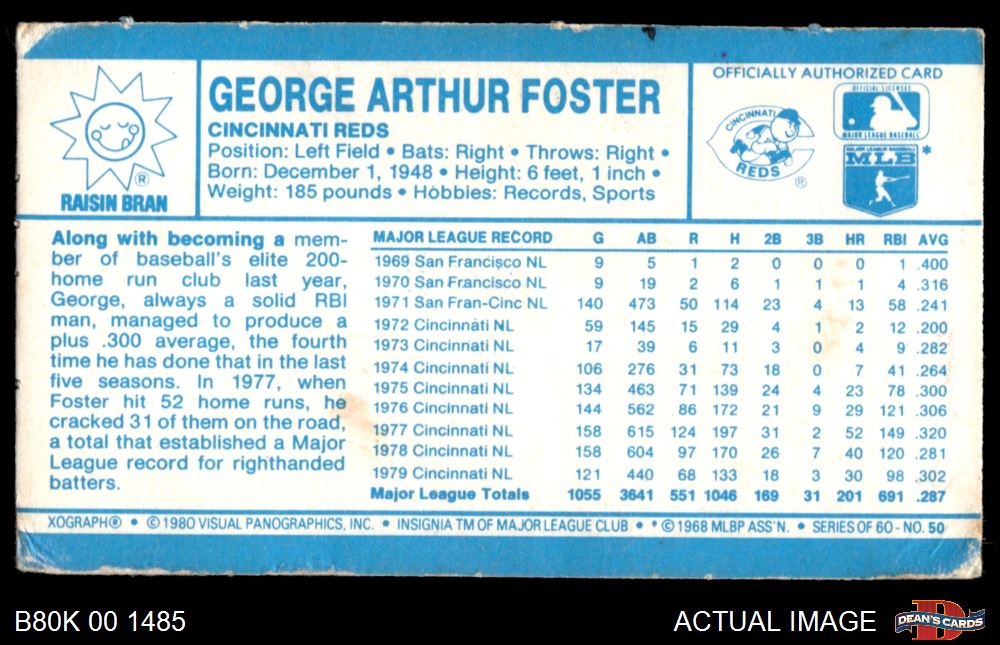 RAISIN BRAN ®
GEORGE ARTHUR FOSTER
CINCINNATI REDS
Position: Left Field • Bats: Right • Throws: Right •
Born: December 1, 1948 • Height: 6 feet, 1 inch •
Weight: 185 pounds • Hobbies: Records, Sports
OFFICIALLY AUTHORIZED CARD
CINCINNATI
REDS ®
OFFICIAL LICENSEE
MAJOR LEAGUE BASEBALL
MAJOR LEAGUE BASEBALL
MLB *
Along with becoming a mem-
ber of baseball's elite 200-
home run club last year,
George, always a solid RBI
man, managed to produce a
plus .300 average, the fourth
time he has done that in the last
five seasons. In 1977, when
Foster hit 52 home runs, he
cracked 31 of them on the road,
a total that established a Major
League record for righthanded
batters.
MAJOR LEAGUE RECORD G AB R H 2B 3B HR RBI AVG
1969 San Francisco NL 9 5 1 2 0 0 0 1 .400
1970 San Francisco NL 9 19 2 6 1 1 1 4 .316
1971 San Fran-Cinc NL 140 473 50 114 23 4 13 58 .241
1972 Cincinnati NL 59 145 15 29 4 1 2 12 .200
1973 Cincinnati NL 17 39 6 11 3 0 4 9 .282
1974 Cincinnati NL 106 276 31 73 18 0 7 41 .264
1975 Cincinnati NL 134 463 71 139 24 4 23 78 .300
1976 Cincinnati NL 144 562 86 172 21 9 29 121 .306
1977 Cincinnati NL 158 615 124 197 31 2 52 149 .320
1978 Cincinnati NL 158 604 97 170 26 7 40 120 .281
1979 Cincinnati NL 121 440 68 133 18 3 30 98 .302
Major League Totals 1055 3641 551 1046 169 31 201 691 .287
XOGRAPH® • © 1980 VISUAL PANOGRAPHICS, INC. • INSIGNIA TM OF MAJOR LEAGUE CLUB • * © 1968 MLBP ASS'N. • SERIES OF 60 - NO. 50
B80K 00 1485
ACTUAL IMAGE
D
DEAN'S CARDS